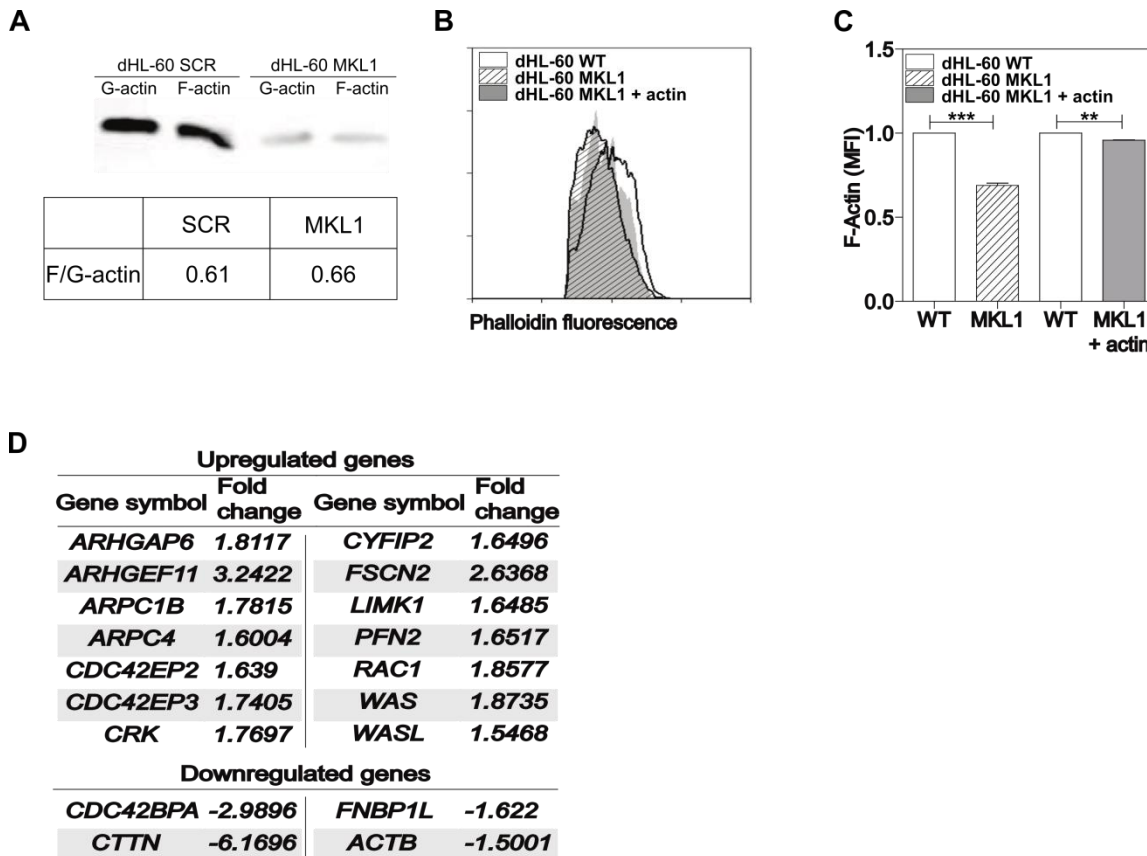 A
dHL-60 SCR dHL-60 MKL1
G-actin F-actin G-actin F-actin
SCR MKL1
F/G-actin 0.61 0.66
B
dHL-60 WT
dHL-60 MKL1
dHL-60 MKL1 + actin
Phalloidin fluorescence
C
dHL-60 WT
dHL-60 MKL1
dHL-60 MKL1 + actin
F-Actin (MFI)
1.5
1.0
0.5
0.0
*** **
WT MKL1 WT MKL1
+ actin
D
Upregulated genes
Gene symbol Fold change Gene symbol Fold change
ARHGAP6 1.8117 CYFIP2 1.6496
ARHGEF11 3.2422 FSCN2 2.6368
ARPC1B 1.7815 LIMK1 1.6485
ARPC4 1.6004 PFN2 1.6517
CDC42EP2 1.639 RAC1 1.8577
CDC42EP3 1.7405 WAS 1.8735
CRK 1.7697 WASL 1.5468
Downregulated genes
CDC42BPA -2.9896 FNBP1L -1.622
CTTN -6.1696 ACTB -1.5001